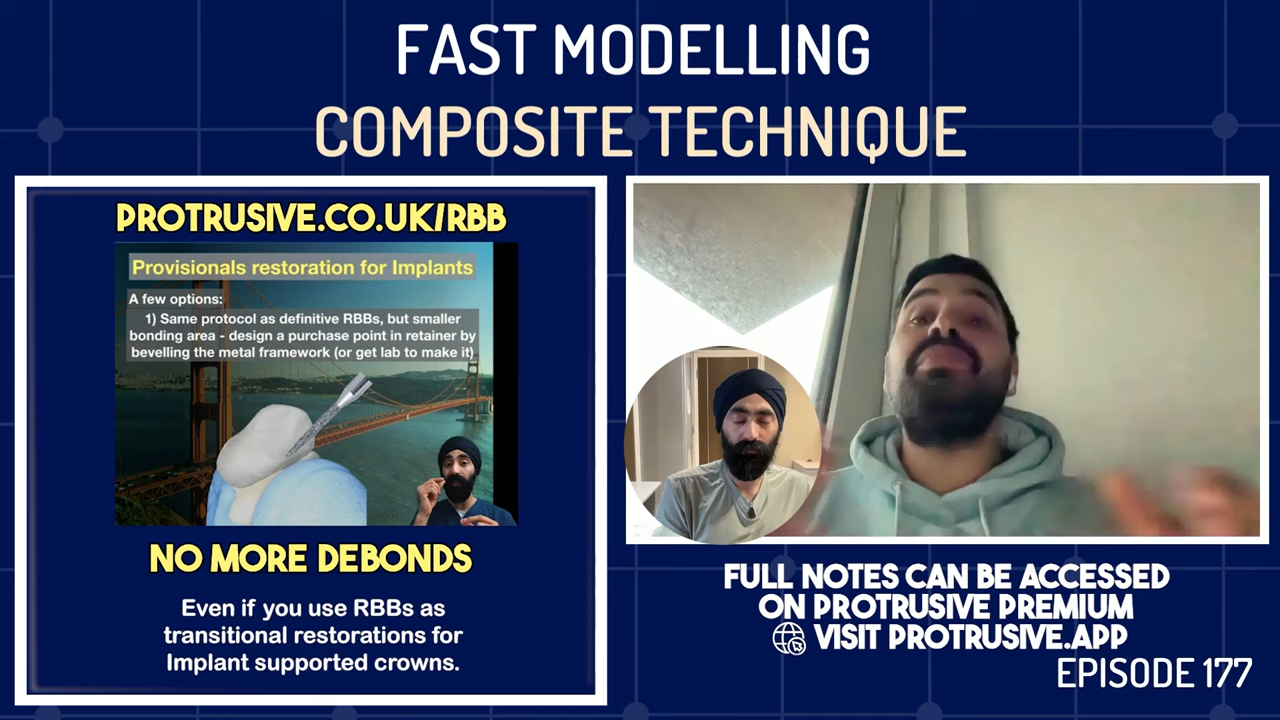 FAST MODELLING
COMPOSITE TECHNIQUE
PROTRUSIVE.CO.UK/RBB
Provisionals restoration for Implants
A few options:
1) Same protocol as definitive RBBs, but smaller
bonding area - design a purchase point in retainer by
bevelling the metal framework (or get lab to make it)
NO MORE DEBONDS
Even if you use RBBs as
transitional restorations for
Implant supported crowns.
FULL NOTES CAN BE ACCESSED
ON PROTRUSIVE PREMIUM
VISIT PROTRUSIVE.APP
EPISODE 177